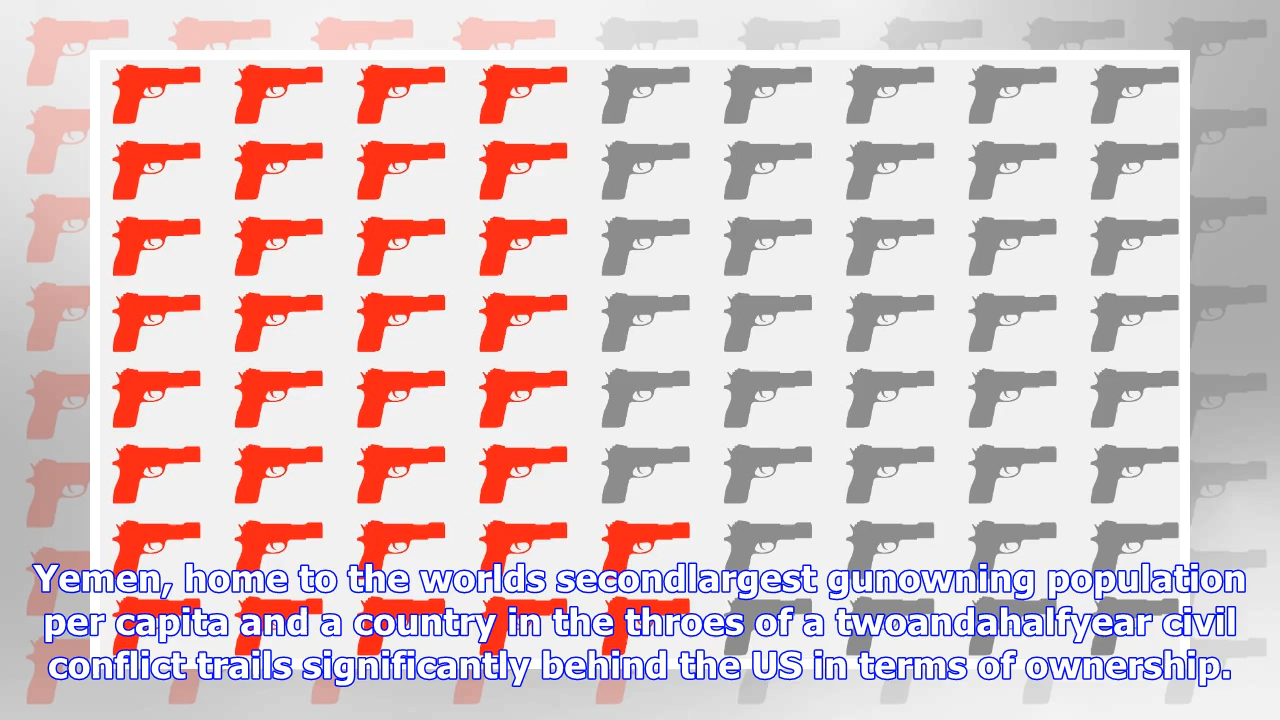 Yemen, home to the worlds secondlargest gunowning population
per capita and a country in the throes of a twoandahalfyear civil
conflict trails significantly behind the US in terms of ownership.